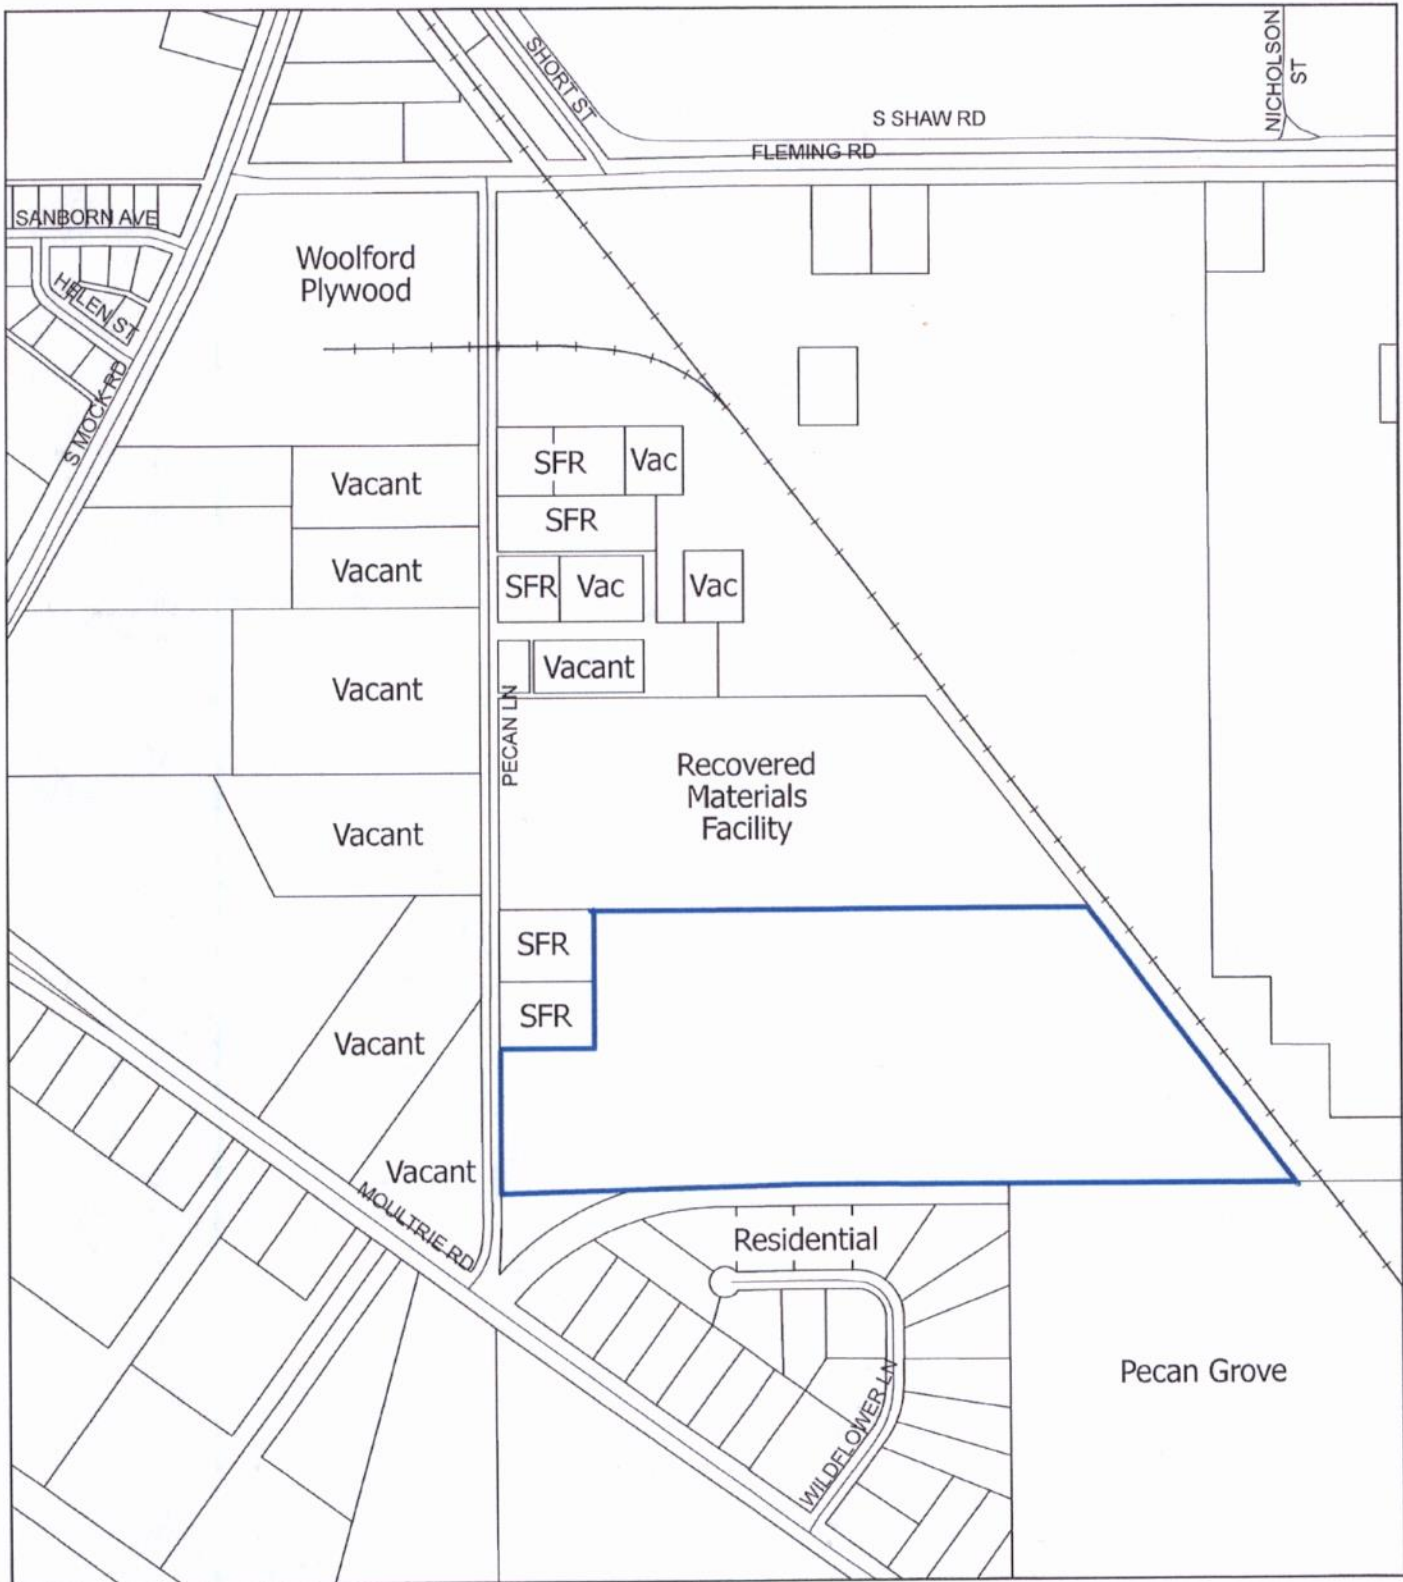 SHORT ST
NICHOLSON
ST
S SHAW RD
FLEMING RD
SANBORN AVE
Woolford
Plywood
HELEN ST
S MOCK RD
Vacant
SFR
Vac
SFR
Vacant
SFR
Vac
Vac
Vacant
Vacant
PECAN LN
Recovered
Materials
Facility
Vacant
SFR
SFR
Vacant
Vacant
MOULTRIE RD
Residential
WILDFLOWER LN
Pecan Grove